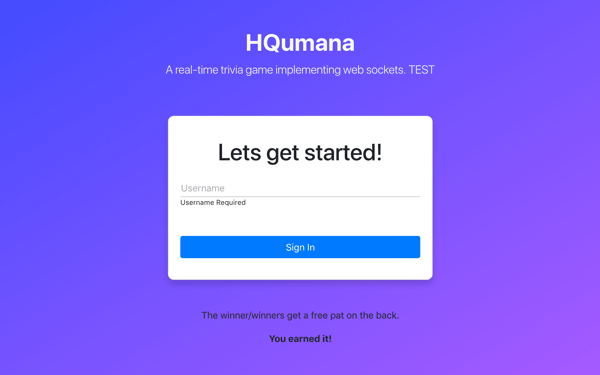 HQumana
A real-time trivia game implementing web sockets. TEST
Lets get started!
Username
Username Required
Sign In
The winner/winners get a free pat on the back.
You earned it!